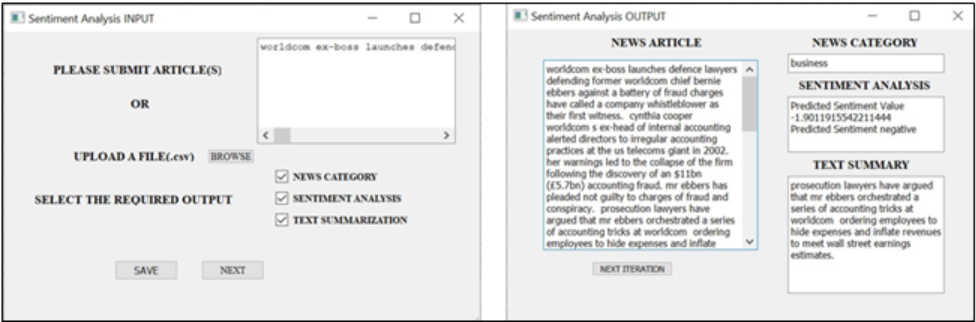 Sentiment Analysis INPUT
PLEASE SUBMIT ARTICLE(S)
worldcom ex-boss launches defend
OR
UPLOAD A FILE(.csv) BROWSE
SELECT THE REQUIRED OUTPUT
NEWS CATEGORY
SENTIMENT ANALYSIS
TEXT SUMMARIZATION
SAVE NEXT
Sentiment Analysis OUTPUT
NEWS ARTICLE
worldcom ex-boss launches defence lawyers
defending former worldcom chief bernie
ebbers against a battery of fraud charges
have called a company whistleblower as
their first witness. cynthia cooper
worldcom s ex-head of internal accounting
alerted directors to irregular accounting
practices at the us telecoms giant in 2002.
her warnings led to the collapse of the firm
following the discovery of an $11bn
(£5.7bn) accounting fraud. mr ebbers has
pleaded not guilty to charges of fraud and
conspiracy. prosecution lawyers have
argued that mr ebbers orchestrated a series
of accounting tricks at worldcom ordering
employees to hide expenses and inflate
NEXT ITERATION
NEWS CATEGORY
business
SENTIMENT ANALYSIS
Predicted Sentiment Value
-1.9011915542211444
Predicted Sentiment negative
TEXT SUMMARY
prosecution lawyers have argued
that mr ebbers orchestrated a
series of accounting tricks at
worldcom ordering employees to
hide expenses and inflate revenues
to meet wall street earnings
estimates.